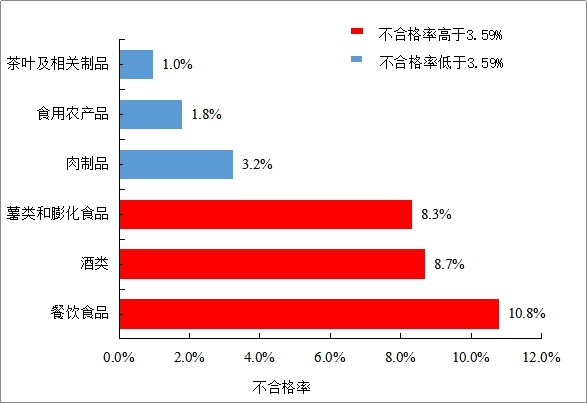 不合格率高于3.59%
不合格率低于3.59%
茶叶及相关制品 1.0%
食用农产品 1.8%
肉制品 3.2%
薯类和膨化食品 8.3%
酒类 8.7%
餐饮食品 10.8%
0.0% 2.0% 4.0% 6.0% 8.0% 10.0% 12.0%
不合格率